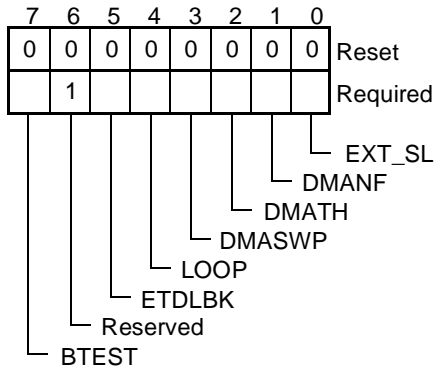 7 6 5 4 3 2 1 0
0 0 0 0 0 0 0 0 Reset
1 Required
EXT_SL
DMANF
DMATH
DMASWP
LOOP
ETDLBK
Reserved
BTEST